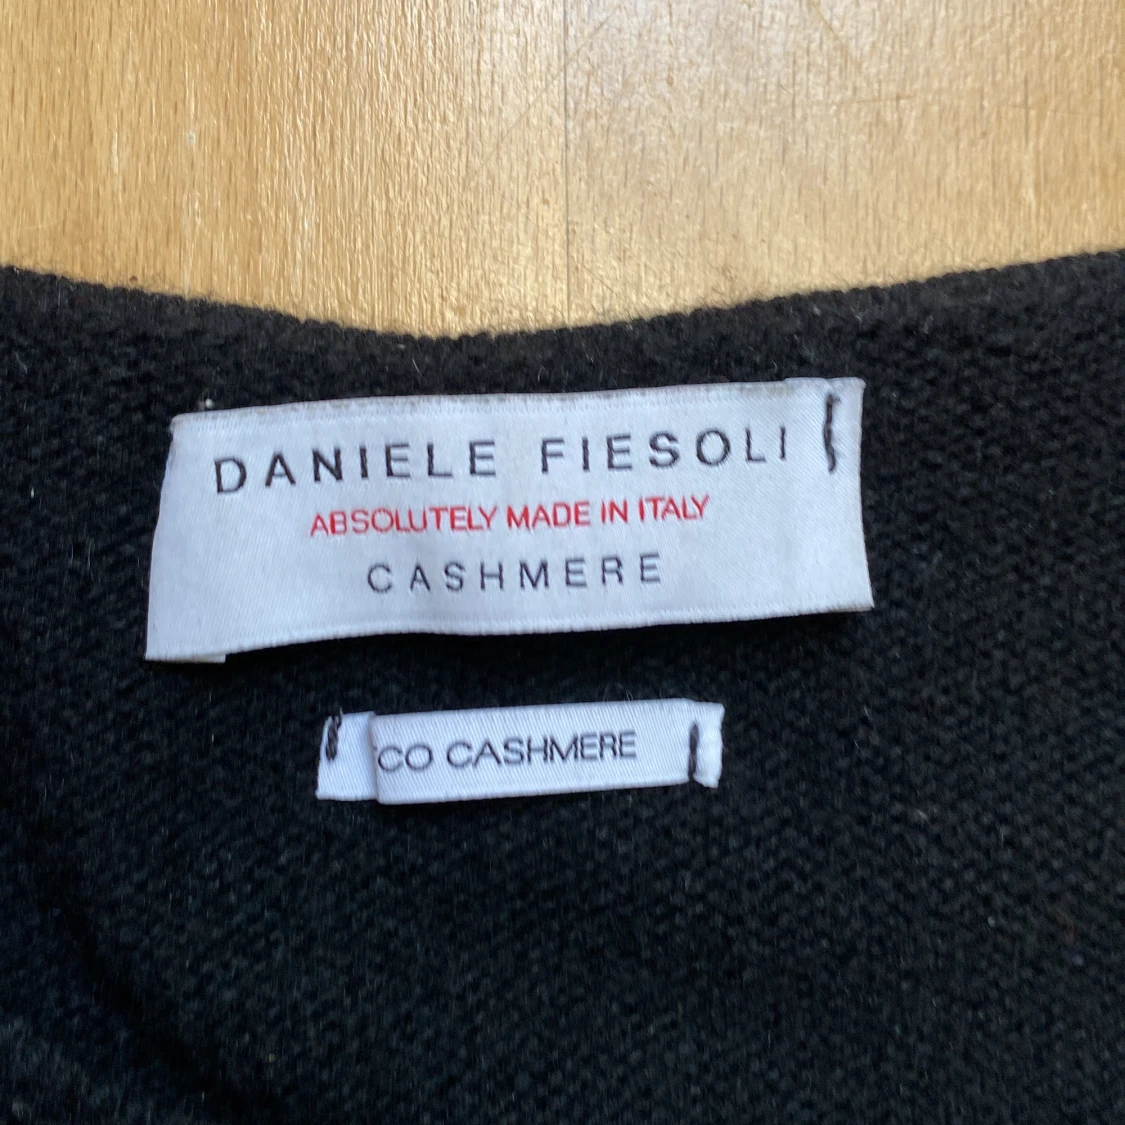 DANIELE FIESOLI
ABSOLUTELY MADE IN ITALY
CASHMERE
CO CASHMERE